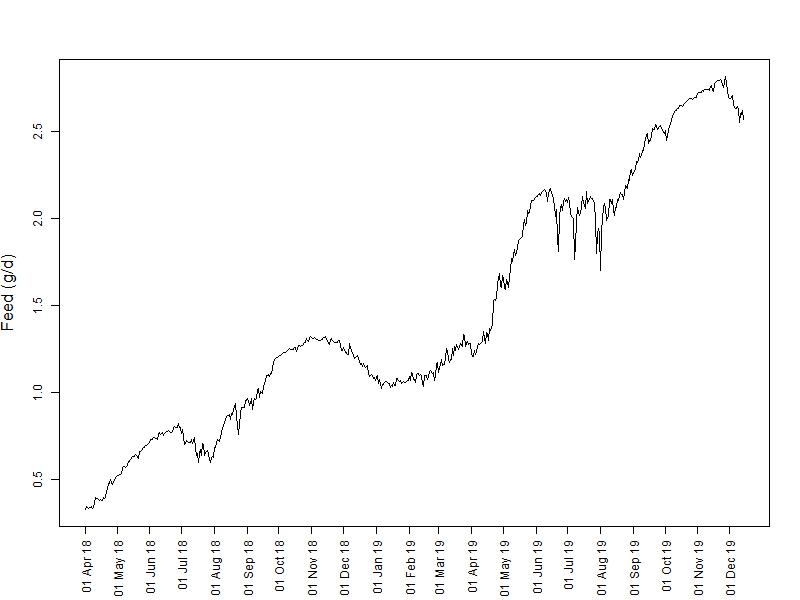 Feed (g/d)
2.5
2.0
1.5
1.0
0.5
01 Apr 18
01 May 18
01 Jun 18
01 Jul 18
01 Aug 18
01 Sep 18
01 Oct 18
01 Nov 18
01 Dec 18
01 Jan 19
01 Feb 19
01 Mar 19
01 Apr 19
01 May 19
01 Jun 19
01 Jul 19
01 Aug 19
01 Sep 19
01 Oct 19
01 Nov 19
01 Dec 19